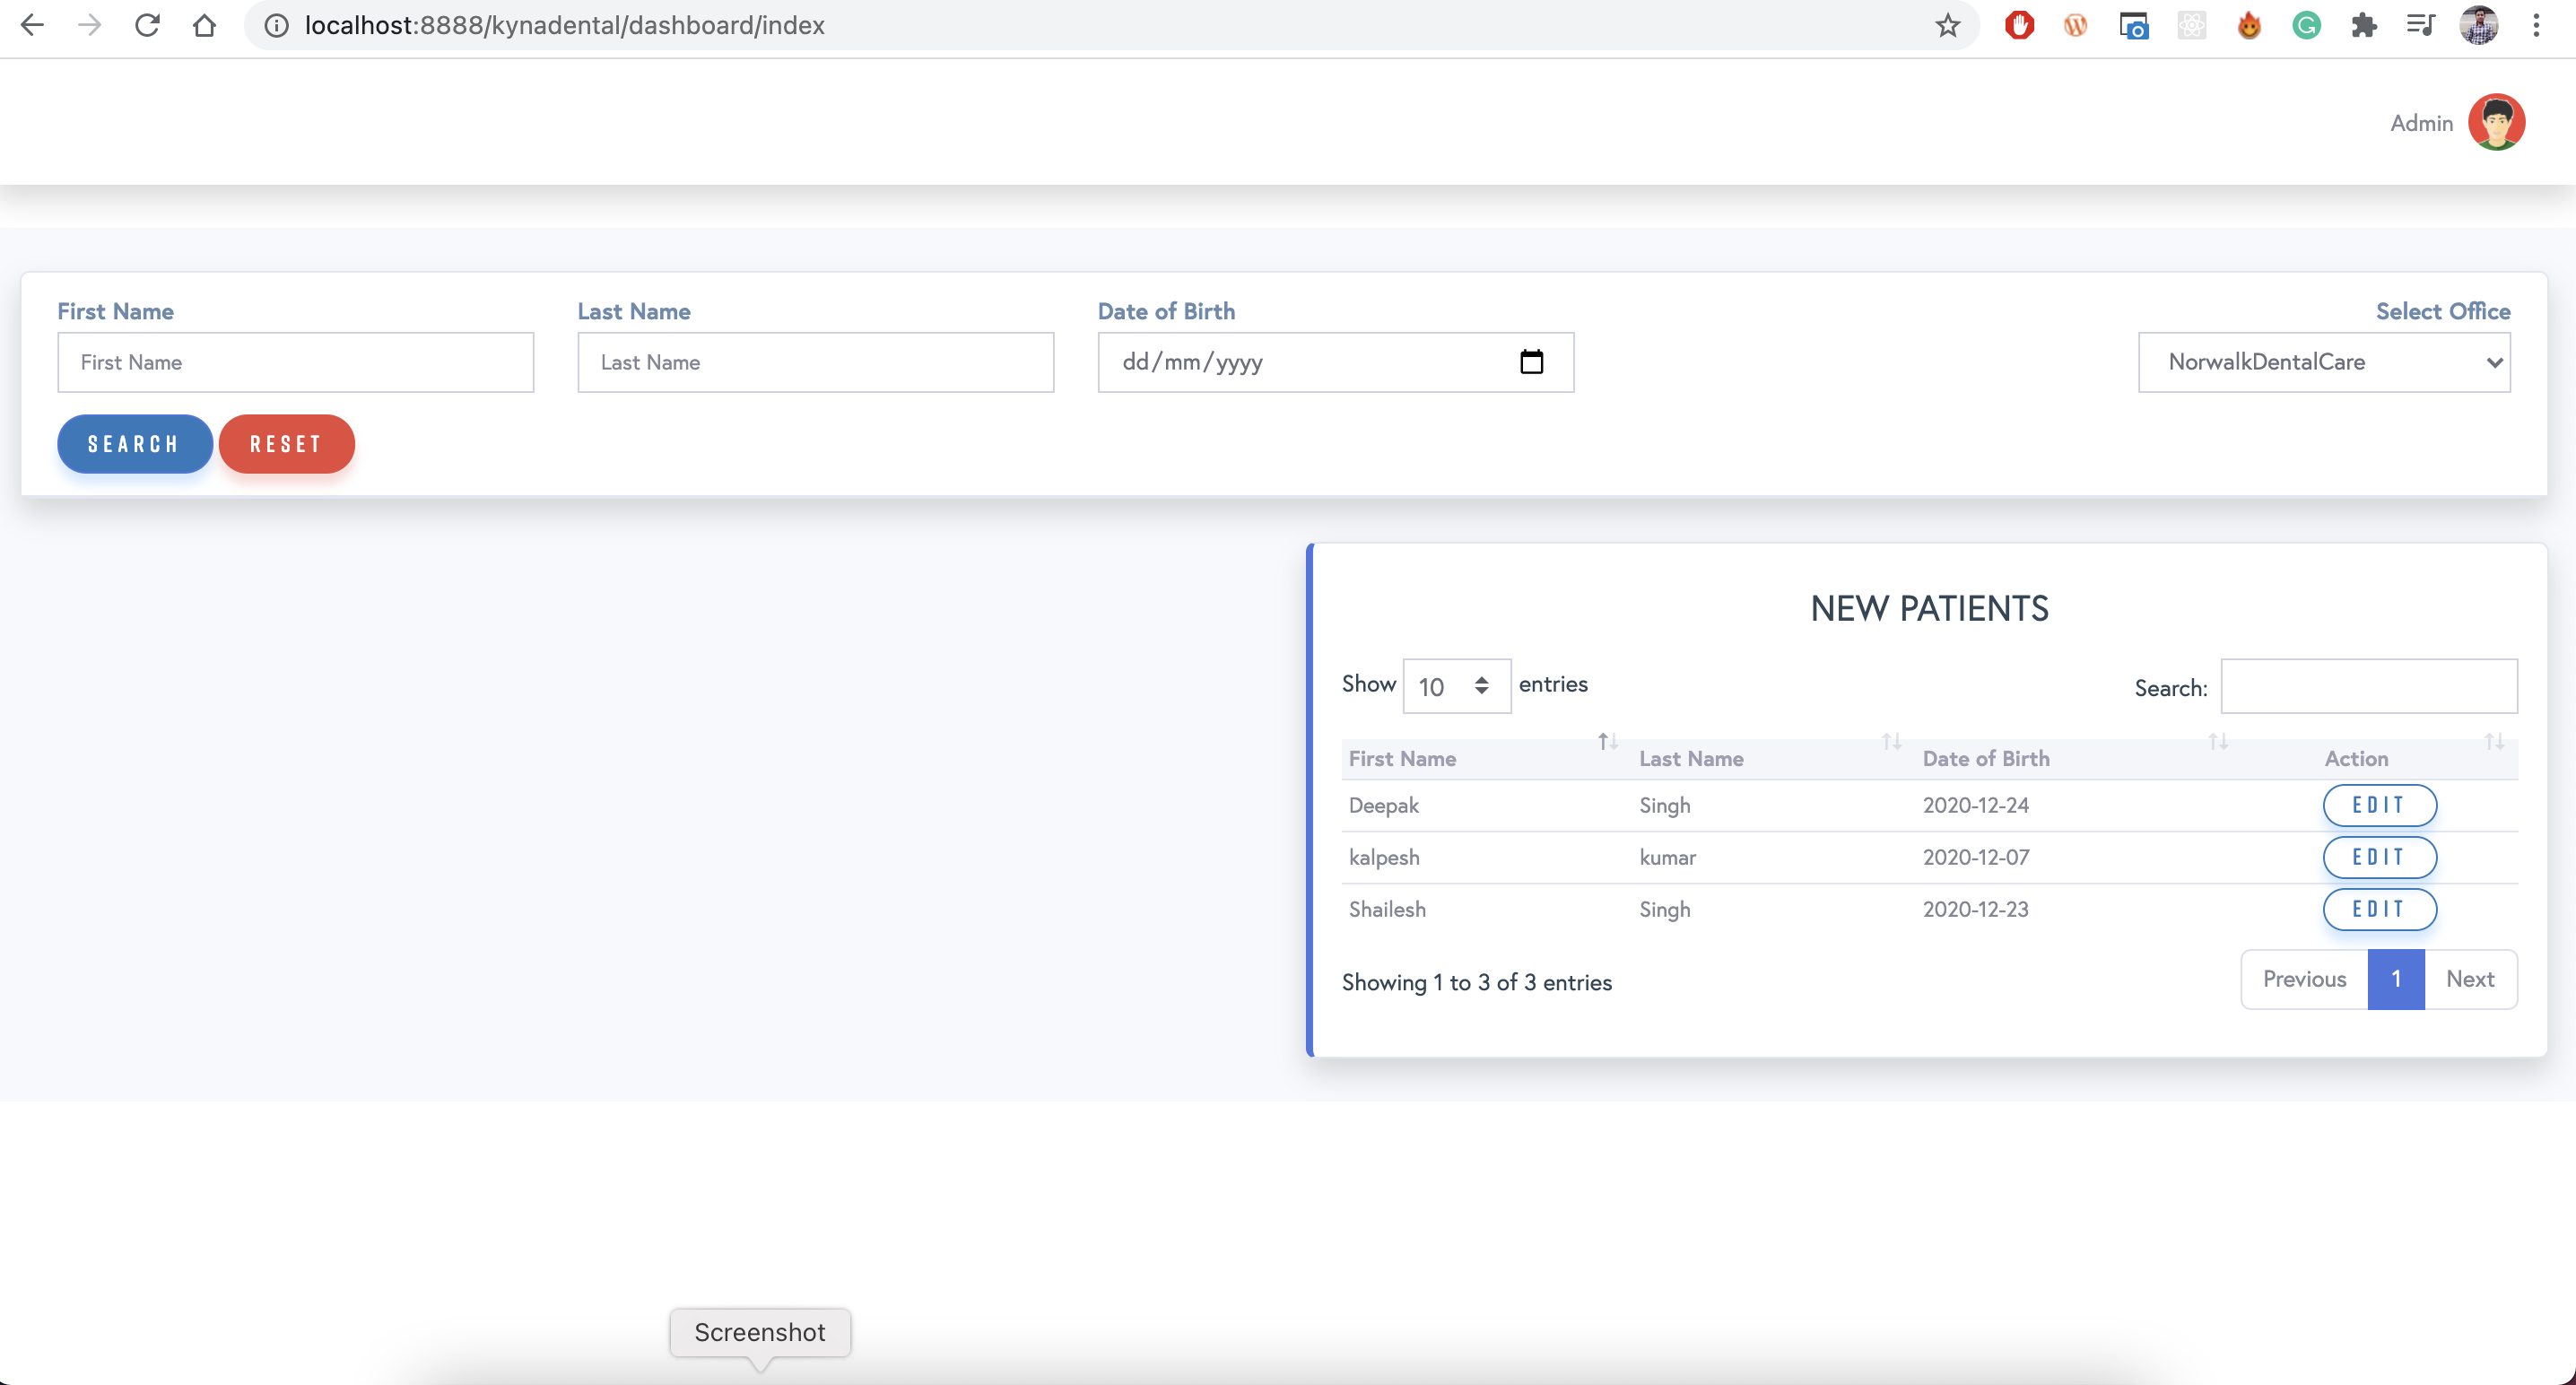 localhost:8888/kynadental/dashboard/index
Admin
First Name Last Name Date of Birth Select Office
First Name Last Name dd/mm/yyyy NorwalkDentalCare
SEARCH RESET
NEW PATIENTS
Show 10 entries Search:
First Name Last Name Date of Birth Action
Deepak Singh 2020-12-24 EDIT
kalpesh kumar 2020-12-07 EDIT
Shailesh Singh 2020-12-23 EDIT
Showing 1 to 3 of 3 entries Previous 1 Next
Screenshot